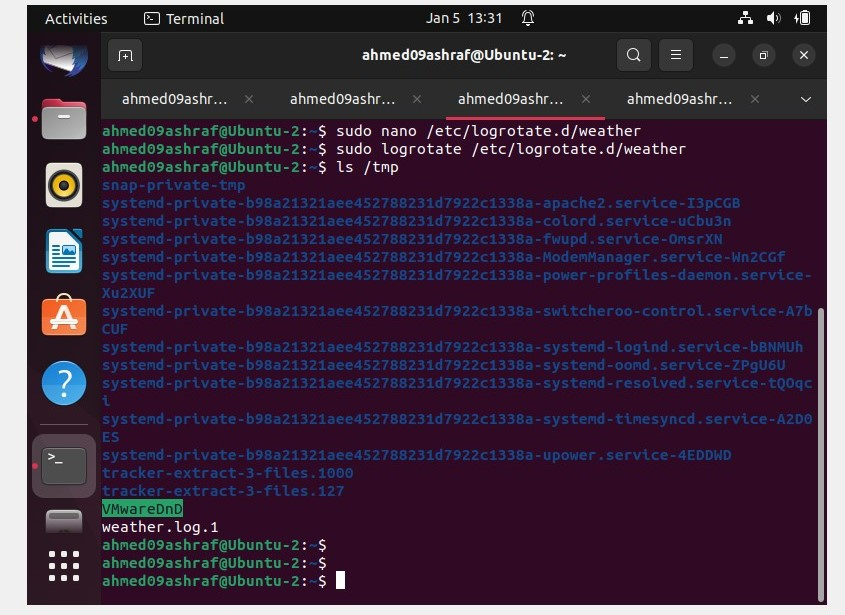 Activities
Terminal
Jan 5 13:31
ahmed09ashraf@Ubuntu-2: ~
ahmed09ashr...
ahmed09ashr...
ahmed09ashr...
ahmed09ashr...
ahmed09ashraf@Ubuntu-2:~$ sudo nano /etc/logrotate.d/weather
ahmed09ashraf@Ubuntu-2:~$ sudo logrotate /etc/logrotate.d/weather
ahmed09ashraf@Ubuntu-2:~$ ls /tmp
snap-private-tmp
systemd-private-b98a21321aee452788231d7922c1338a-apache2.service-I3pCGB
systemd-private-b98a21321aee452788231d7922c1338a-colord.service-uCbu3n
systemd-private-b98a21321aee452788231d7922c1338a-fwupd.service-OmsrXN
systemd-private-b98a21321aee452788231d7922c1338a-ModemManager.service-Wn2CGf
systemd-private-b98a21321aee452788231d7922c1338a-power-profiles-daemon.service-
Xu2XUF
systemd-private-b98a21321aee452788231d7922c1338a-switcheroo-control.service-A7b
CUF
systemd-private-b98a21321aee452788231d7922c1338a-systemd-logind.service-bBNMUh
systemd-private-b98a21321aee452788231d7922c1338a-systemd-oomd.service-ZPgU6U
systemd-private-b98a21321aee452788231d7922c1338a-systemd-resolved.service-tQOqc
i
systemd-private-b98a21321aee452788231d7922c1338a-systemd-timesyncd.service-A2D0
ES
systemd-private-b98a21321aee452788231d7922c1338a-upower.service-4EDDWD
tracker-extract-3-files.1000
tracker-extract-3-files.127
VMwareDnD
weather.log.1
ahmed09ashraf@Ubuntu-2:~$
ahmed09ashraf@Ubuntu-2:~$
ahmed09ashraf@Ubuntu-2:~$